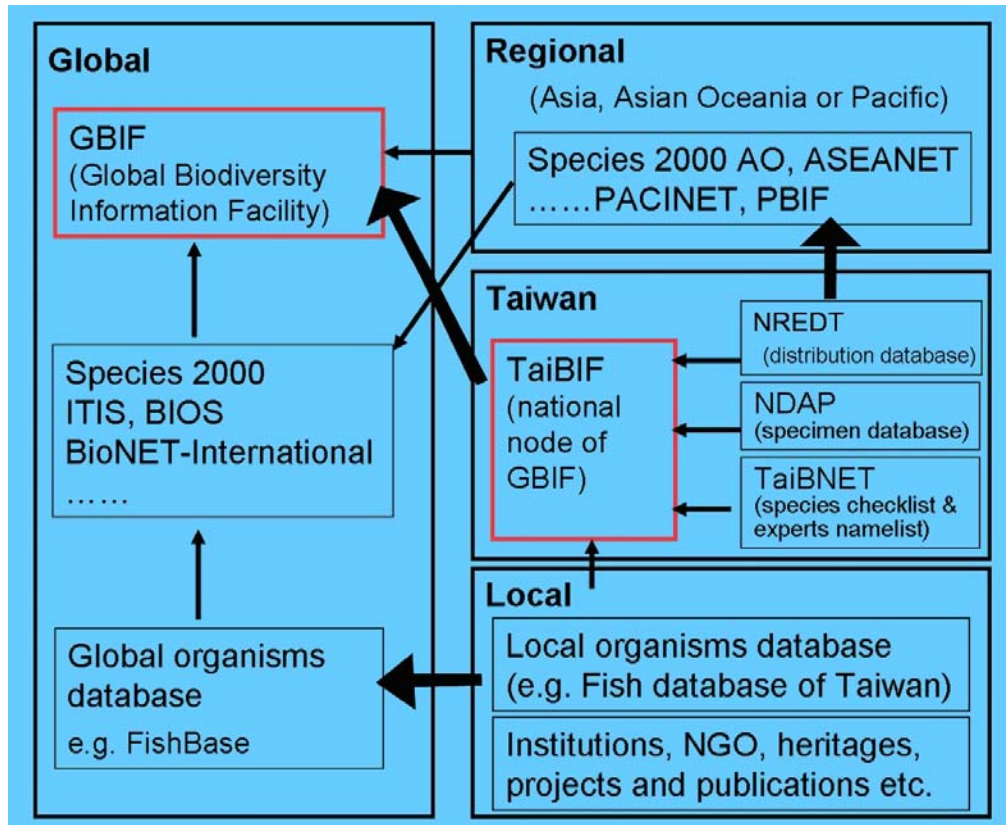 Global
GBIF
(Global Biodiversity
Information Facility)
Species 2000
ITIS, BIOS
BioNET-International
……
Global organisms
database
e.g. FishBase
Regional
(Asia, Asian Oceania or Pacific)
Species 2000 AO, ASEANET
……PACINET, PBIF
Taiwan
TaiBIF
(national
node of
GBIF)
NREDT
(distribution database)
NDAP
(specimen database)
TaiBNET
(species checklist &
experts namelist)
Local
Local organisms database
(e.g. Fish database of Taiwan)
Institutions, NGO, heritages,
projects and publications etc.